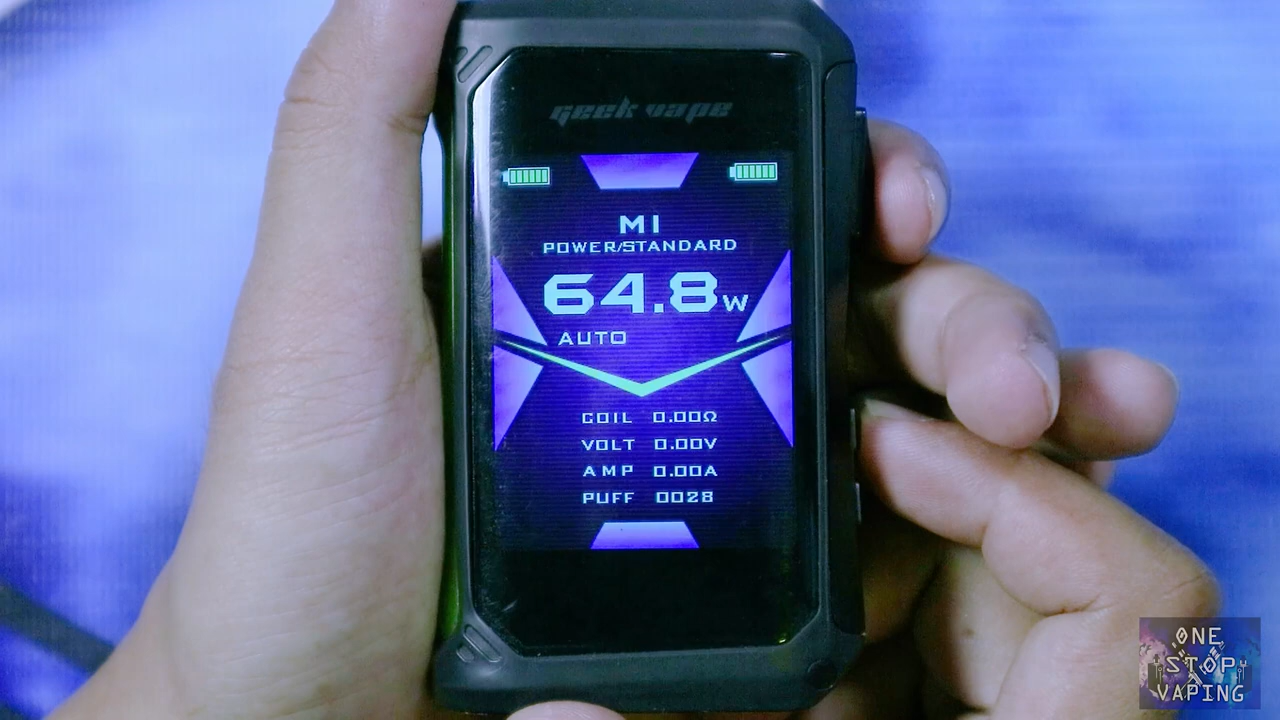 geek vape
M1
POWER/STANDARD
64.8W
AUTO
COIL 0.00Ω
VOLT 0.00V
AMP 0.00A
PUFF 0028
ONE
STOP
VAPING